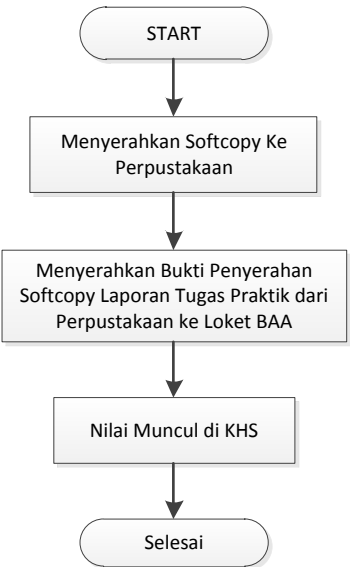 START
Menyerahkan Softcopy Ke
Perpustakaan
Menyerahkan Bukti Penyerahan
Softcopy Laporan Tugas Praktik dari
Perpustakaan ke Loket BAA
Nilai Muncul di KHS
Selesai